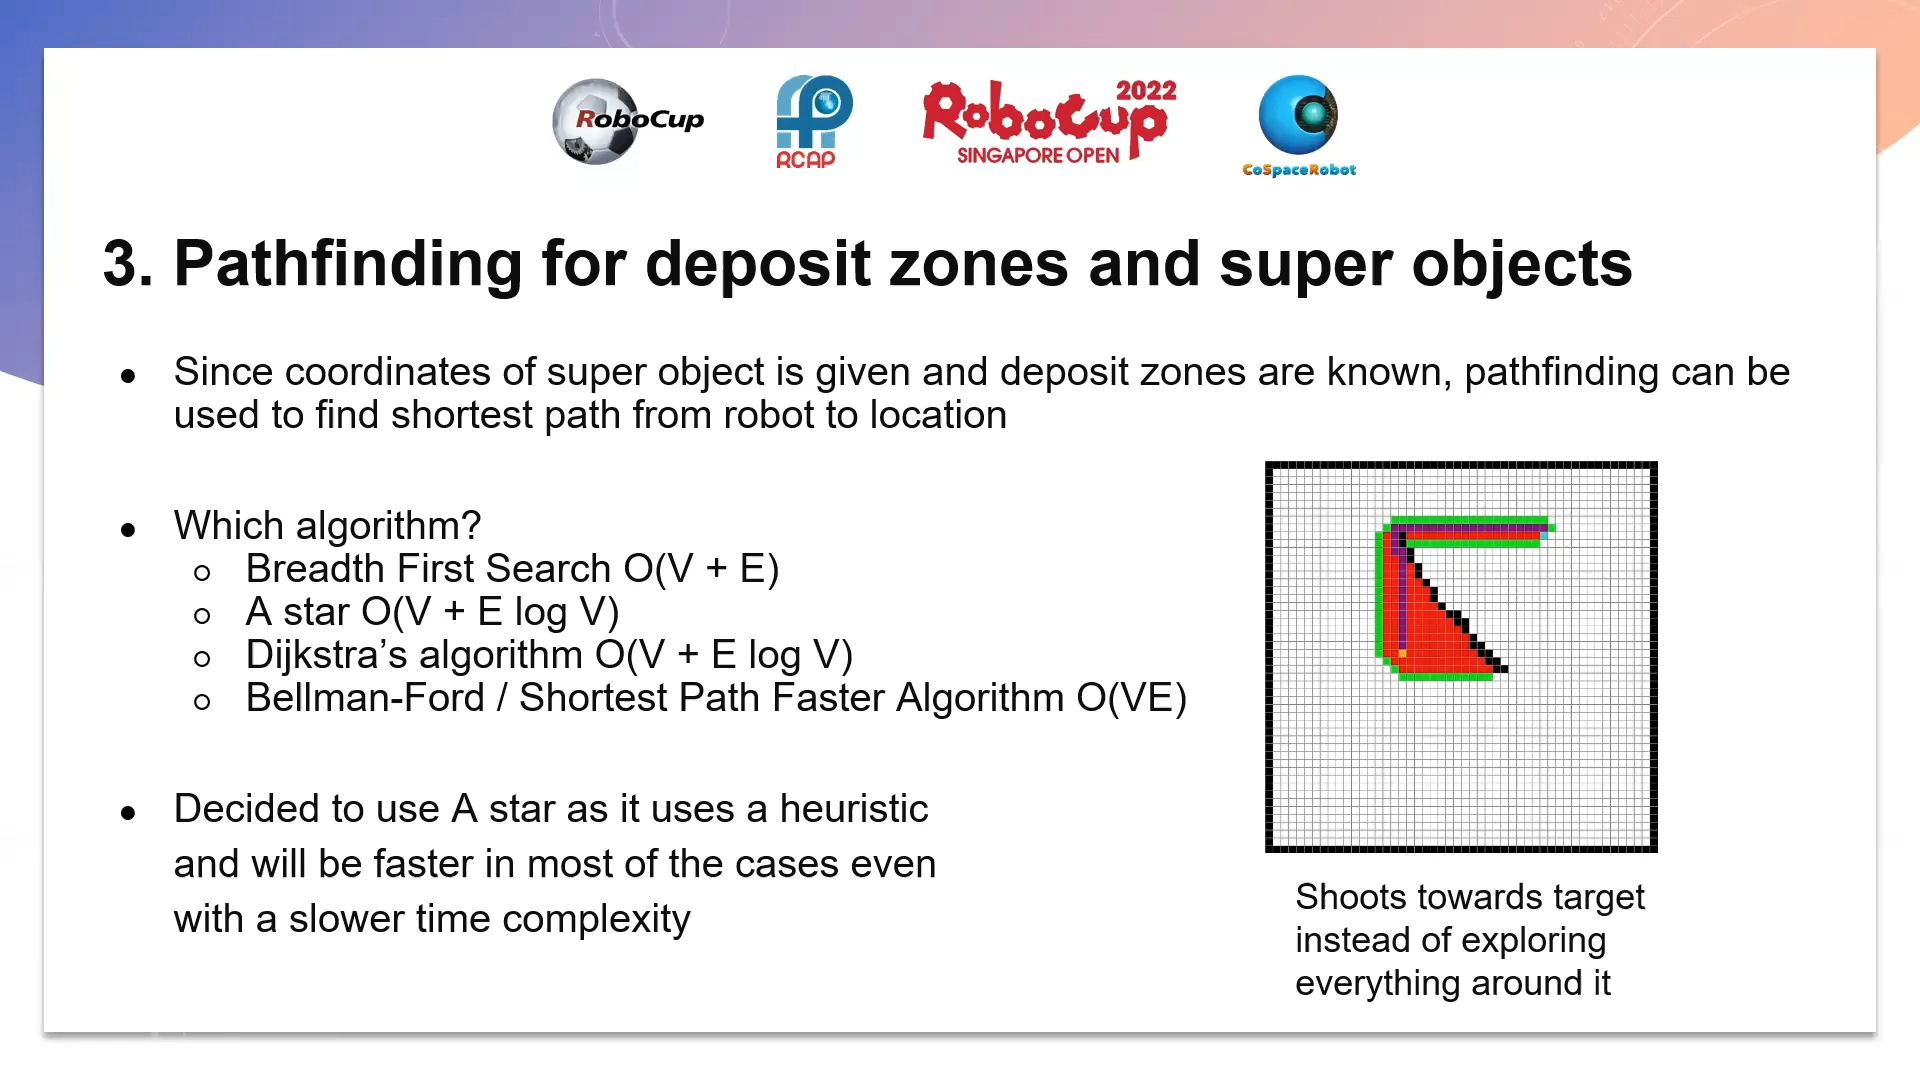 RoboCup
RCAP
RoboCup 2022
SINGAPORE OPEN
CoSpaceRobot
3. Pathfinding for deposit zones and super objects
● Since coordinates of super object is given and deposit zones are known, pathfinding can be
used to find shortest path from robot to location
● Which algorithm?
○ Breadth First Search O(V + E)
○ A star O(V + E log V)
○ Dijkstra’s algorithm O(V + E log V)
○ Bellman-Ford / Shortest Path Faster Algorithm O(VE)
● Decided to use A star as it uses a heuristic
and will be faster in most of the cases even
with a slower time complexity
Shoots towards target
instead of exploring
everything around it